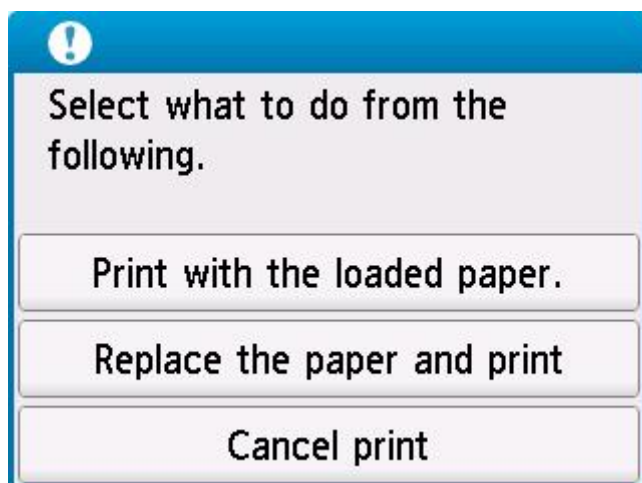 Select what to do from the
following.
Print with the loaded paper.
Replace the paper and print
Cancel print